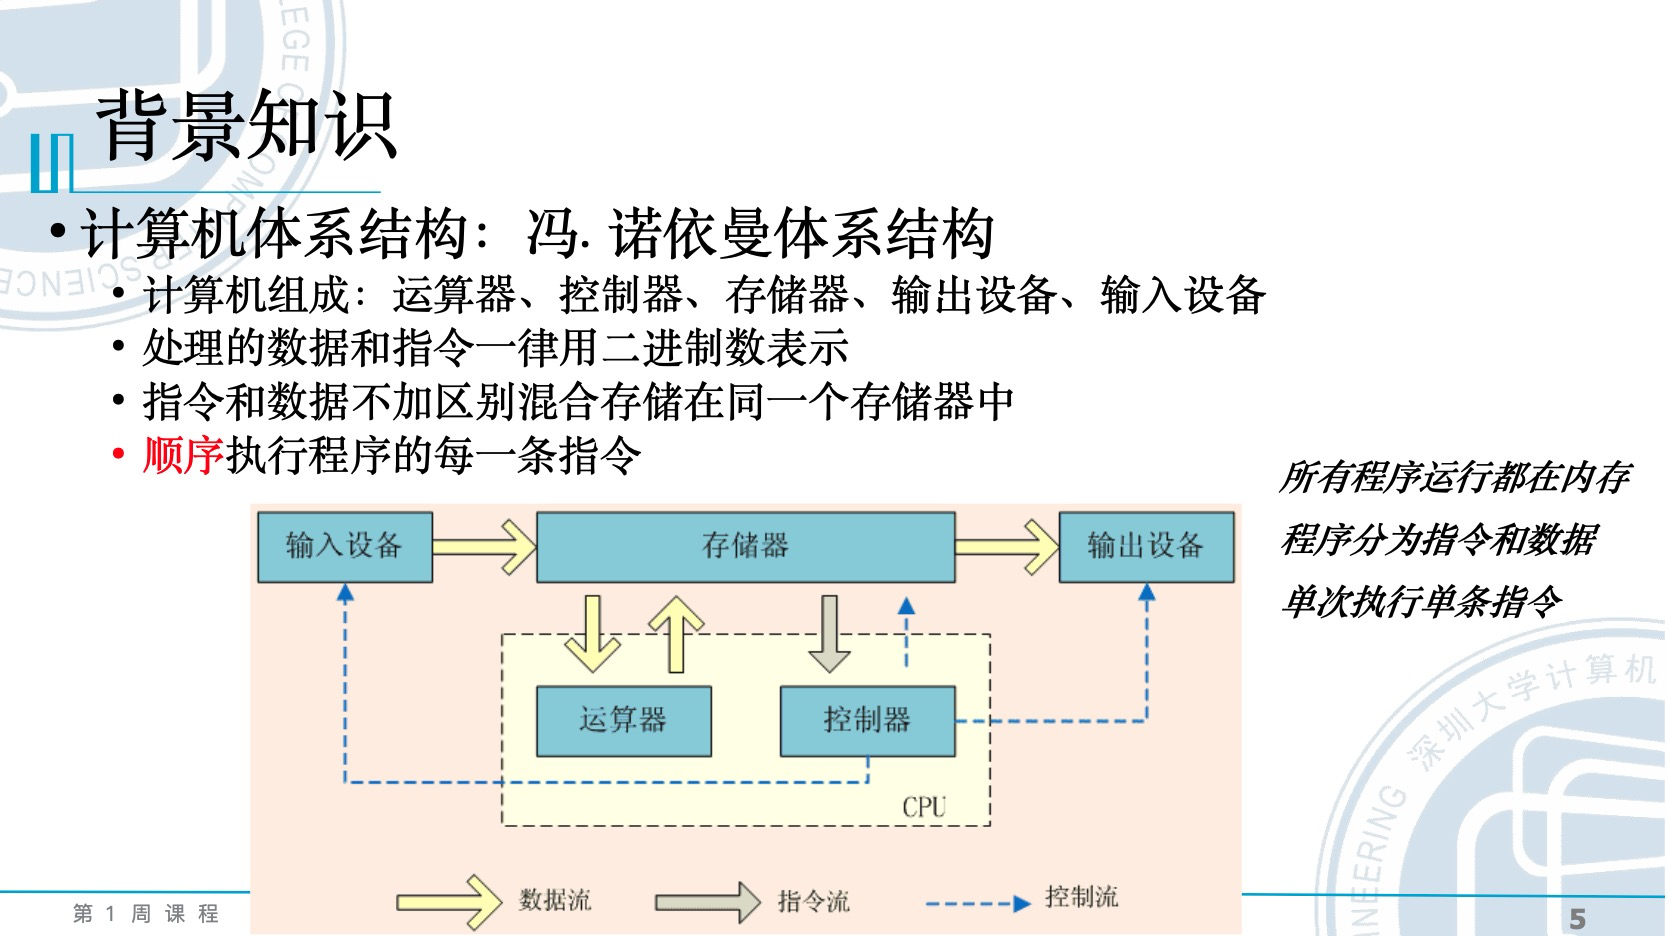 背景知识
• 计算机体系结构：冯. 诺依曼体系结构
• 计算机组成：运算器、控制器、存储器、输出设备、输入设备
• 处理的数据和指令一律用二进制数表示
• 指令和数据不加区别混合存储在同一个存储器中
• 顺序执行程序的每一条指令
所有程序运行都在内存
程序分为指令和数据
单次执行单条指令
输入设备
存储器
输出设备
运算器
控制器
CPU
数据流
指令流
控制流
第 1 周 课 程
5
深圳大学计算机
NEERING
LEGE OF COMPUTER SCIENCE